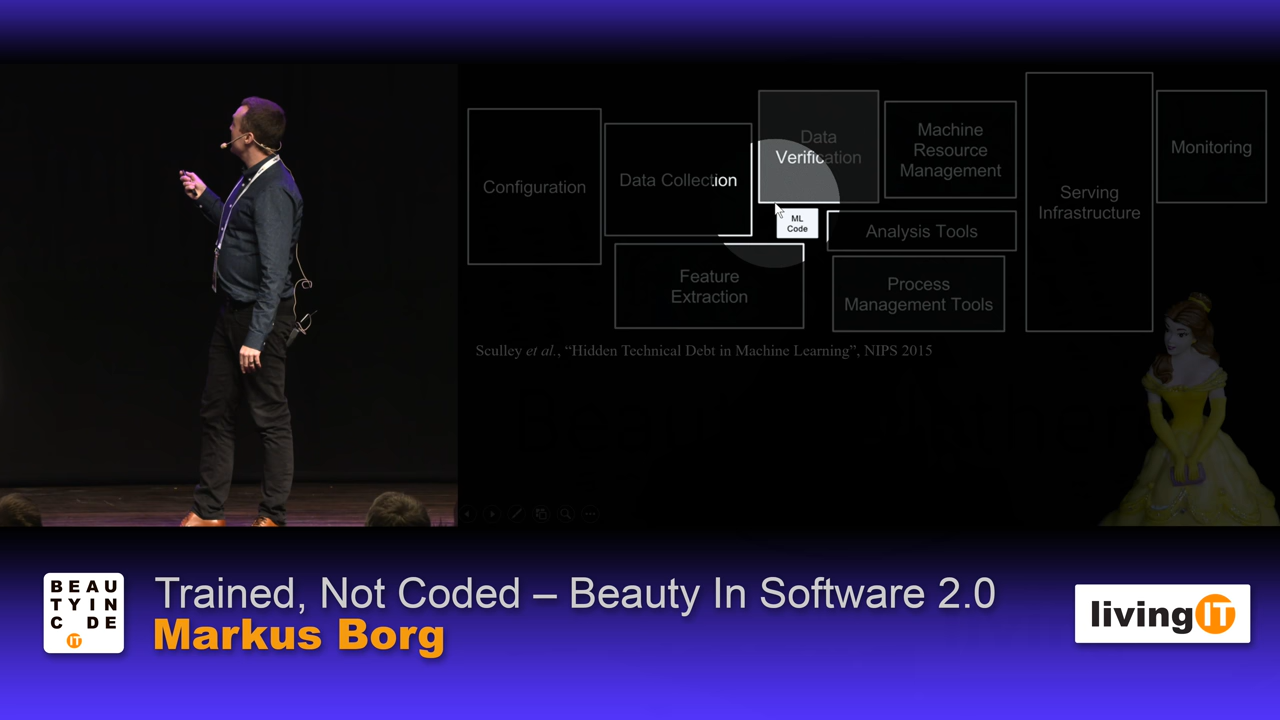 Configuration
Data Collection
Data
Verification
Machine
Resource
Management
Serving
Infrastructure
Monitoring
ML
Code
Analysis Tools
Feature
Extraction
Process
Management Tools
Sculley et al., “Hidden Technical Debt in Machine Learning”, NIPS 2015
BEAU
TYIN
C DE
IT
Trained, Not Coded – Beauty In Software 2.0
Markus Borg
livingIT